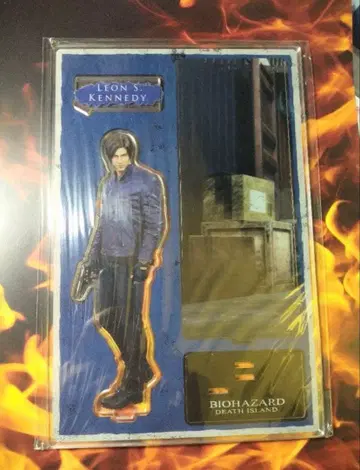 LEON S.
KENNEDY
BIOHAZARD
DEATH ISLAND